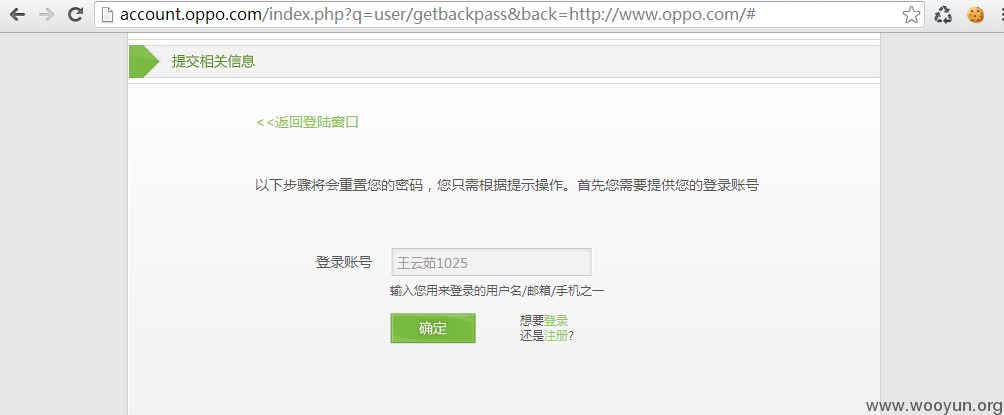 account.oppo.com/index.php?q=user/getbackpass&back=http://www.oppo.com/#
提交相关信息
<<返回登陆窗口
以下步骤将会重置您的密码，您只需根据提示操作。首先您需要提供您的登录账号
登录账号 王云茹1025
输入您用来登录的用户名/邮箱/手机之一
确定 想要登录
还是注册?
www.wooyun.org